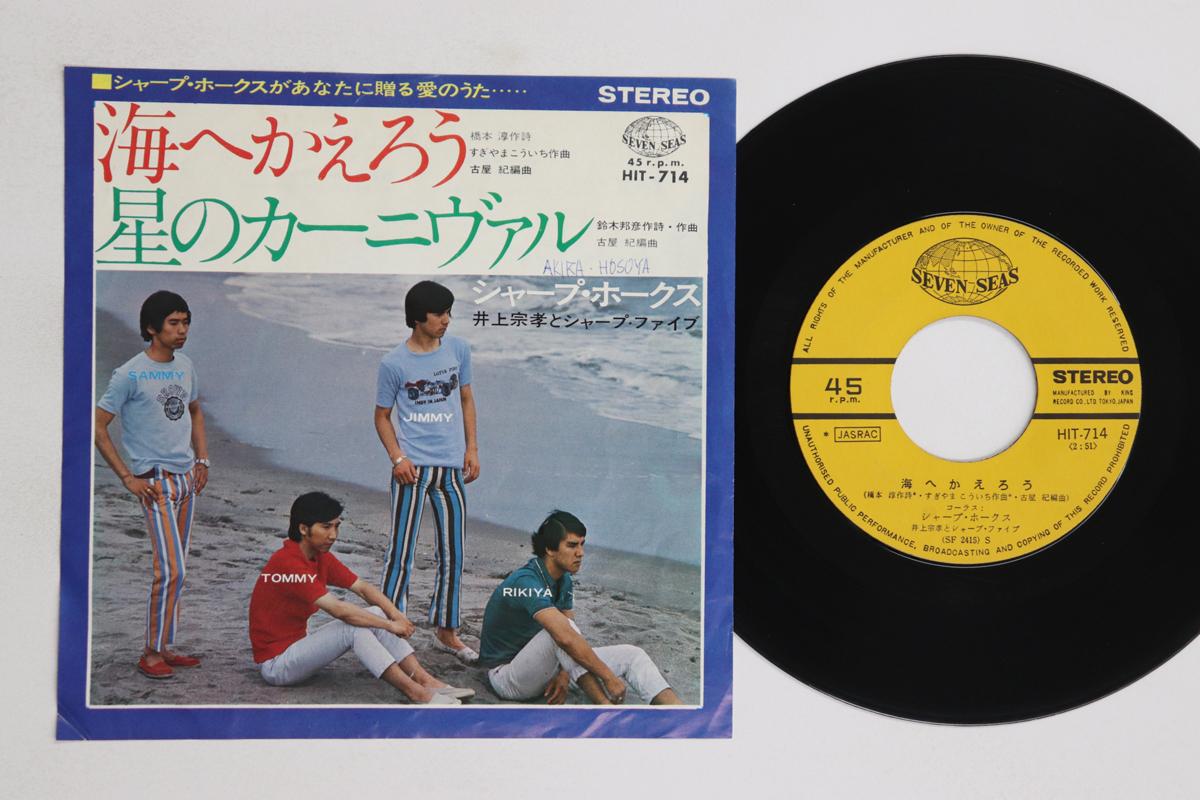 ■シャープ・ホークスがあなたに贈る愛のうた‥‥‥
STEREO
海へかえろう
橋本 淳作詩
すぎやまこういち作曲
古屋 紀編曲
SEVEN SEAS
45 r.p.m.
HIT-714
星のカーニヴァル
鈴木邦彦作詩・作曲
古屋 紀編曲
AKIRA・HOSOYA
シャープ・ホークス
井上宗孝とシャープ・ファイブ
SAMMY
LOTUS FORD
JIMMY
TOMMY
RIKIYA
ALL RIGHTS OF THE MANUFACTURER AND OF THE OWNER OF THE RECORDED WORK RESERVED
SEVEN SEAS
45
r.p.m.
STEREO
MANUFACTURED BY KING
RECORD CO., LTD. TOKYO, JAPAN
* JASRAC
HIT-714
(2:51)
海へかえろう
(橋本 淳作詩*・すぎやまこういち作曲*・古屋 紀編曲)
コーラス:
シャープ・ホークス
井上宗孝とシャープ・ファイブ
(SF 2415) S
UNAUTHORISED PUBLIC PERFORMANCE, BROADCASTING AND COPYING OF THIS RECORD PROHIBITED